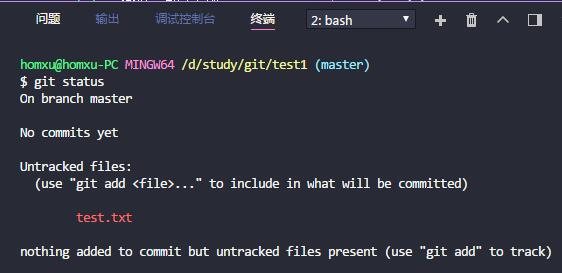 问题 输出 调试控制台 终端 2: bash
homxu@homxu-PC MINGW64 /d/study/git/test1 (master)
$ git status
On branch master
No commits yet
Untracked files:
(use "git add <file>..." to include in what will be committed)
test.txt
nothing added to commit but untracked files present (use "git add" to track)